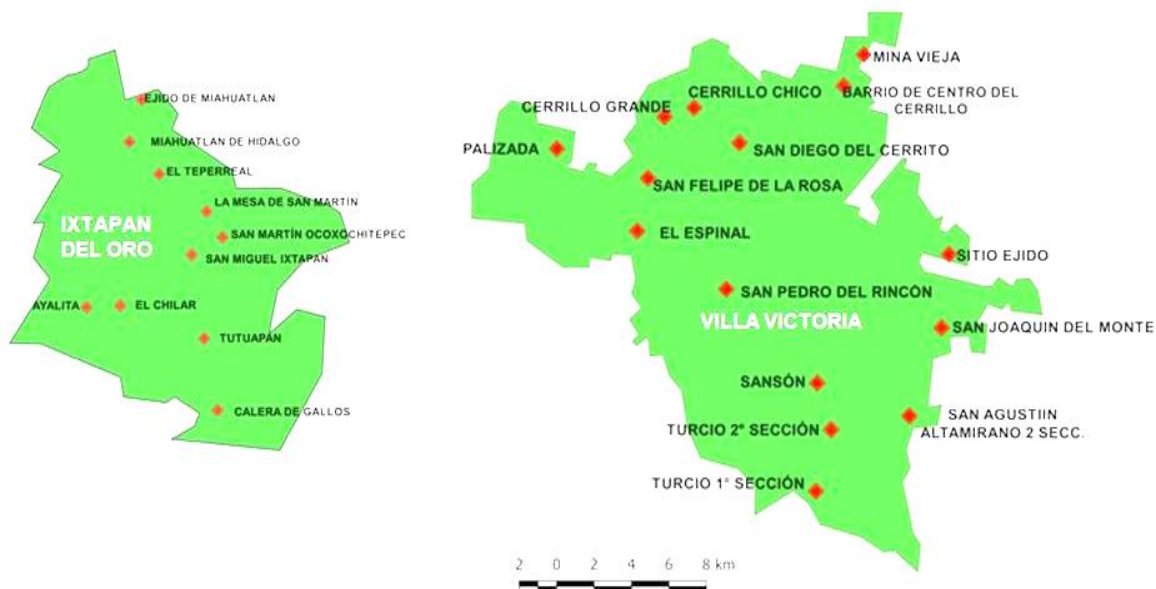 EJIDO DE MIAHUATLAN
MIAHUATLAN DE HIDALGO
EL TEPERREAL
LA MESA DE SAN MARTÍN
IXTAPAN
DEL ORO
SAN MARTÍN OCOXOCHITEPEC
SAN MIGUEL IXTAPAN
AYALITA
EL CHILAR
TUTUAPÁN
CALERA DE GALLOS
MINA VIEJA
CERRILLO CHICO
BARRIO DE CENTRO DEL
CERRILLO
CERRILLO GRANDE
PALIZADA
SAN DIEGO DEL CERRITO
SAN FELIPE DE LA ROSA
EL ESPINAL
SITIO EJIDO
SAN PEDRO DEL RINCÓN
VILLA VICTORIA
SAN JOAQUIN DEL MONTE
SANSÓN
SAN AGUSTIIN
ALTAMIRANO 2 SECC.
TURCIO 2ª SECCIÓN
TURCIO 1ª SECCIÓN
2 0 2 4 6 8 km